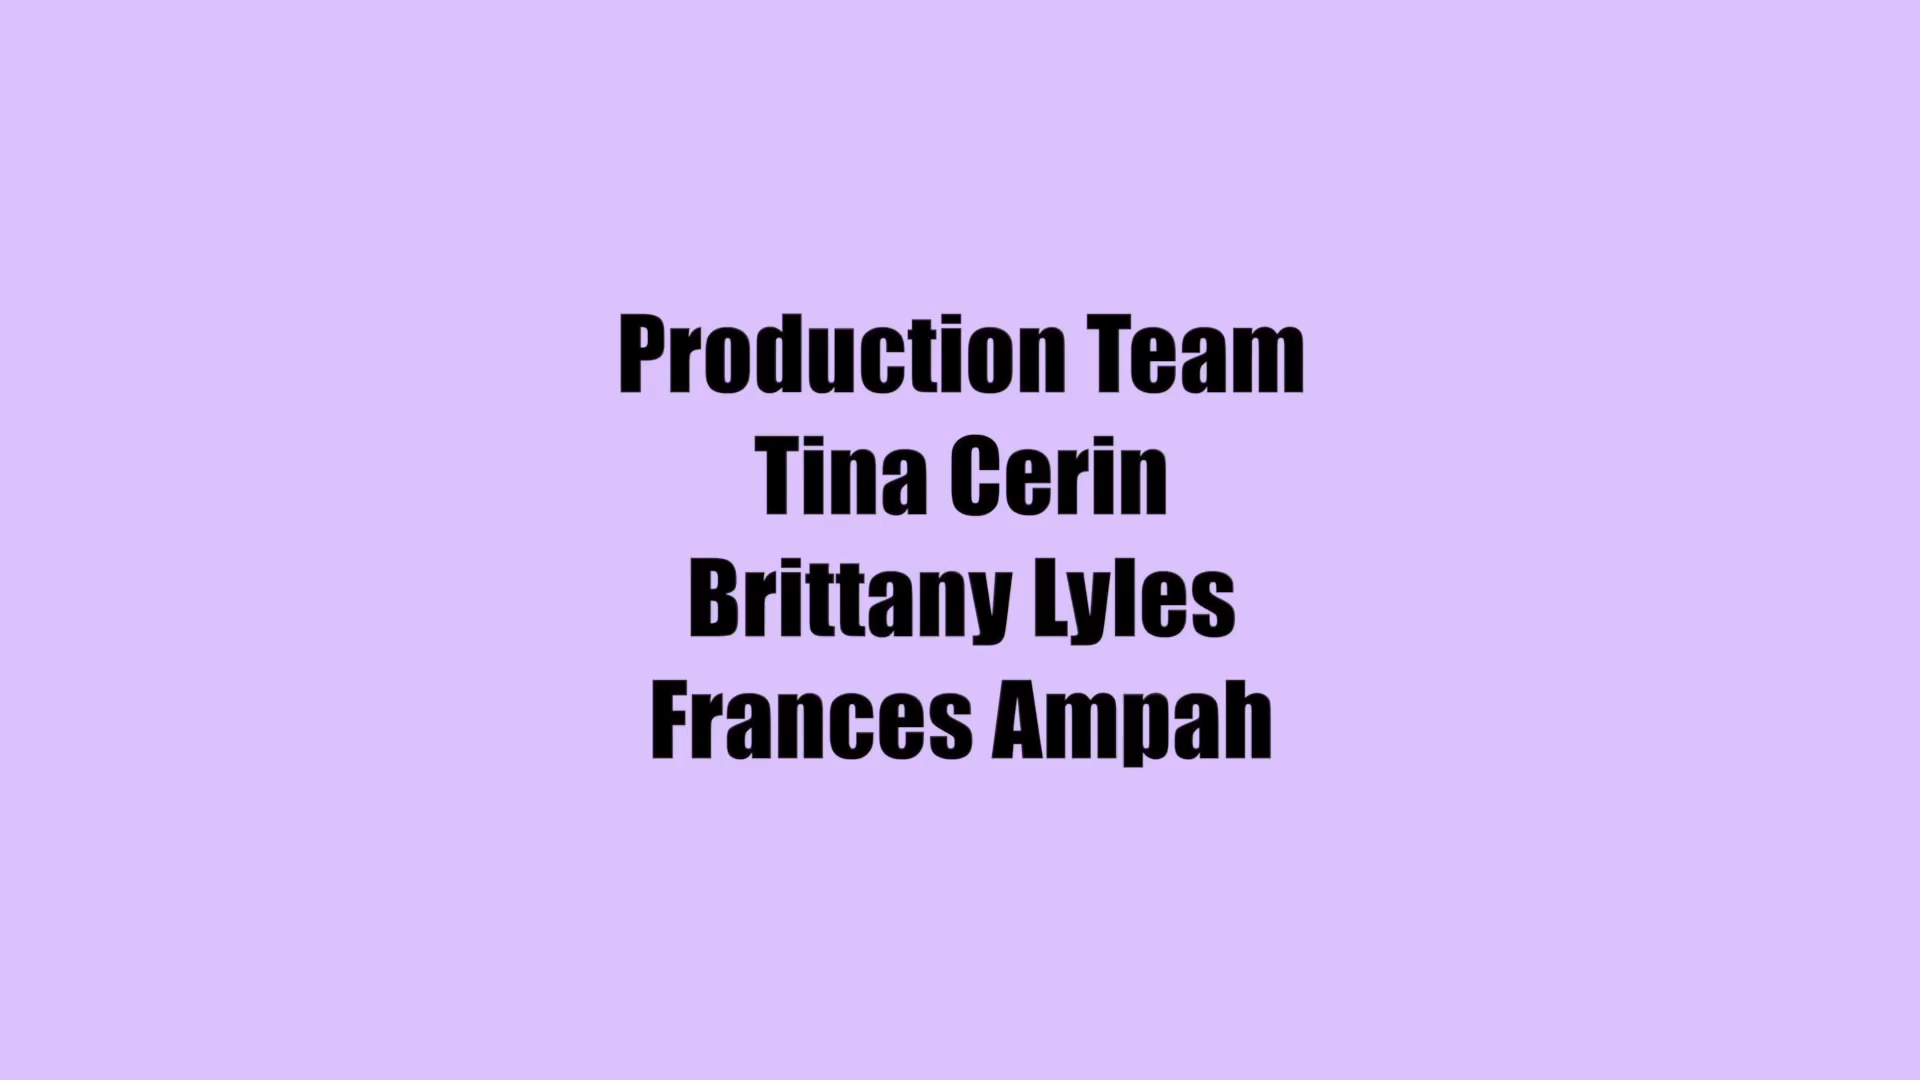 Production Team
Tina Cerin
Brittany Lyles
Frances Ampah